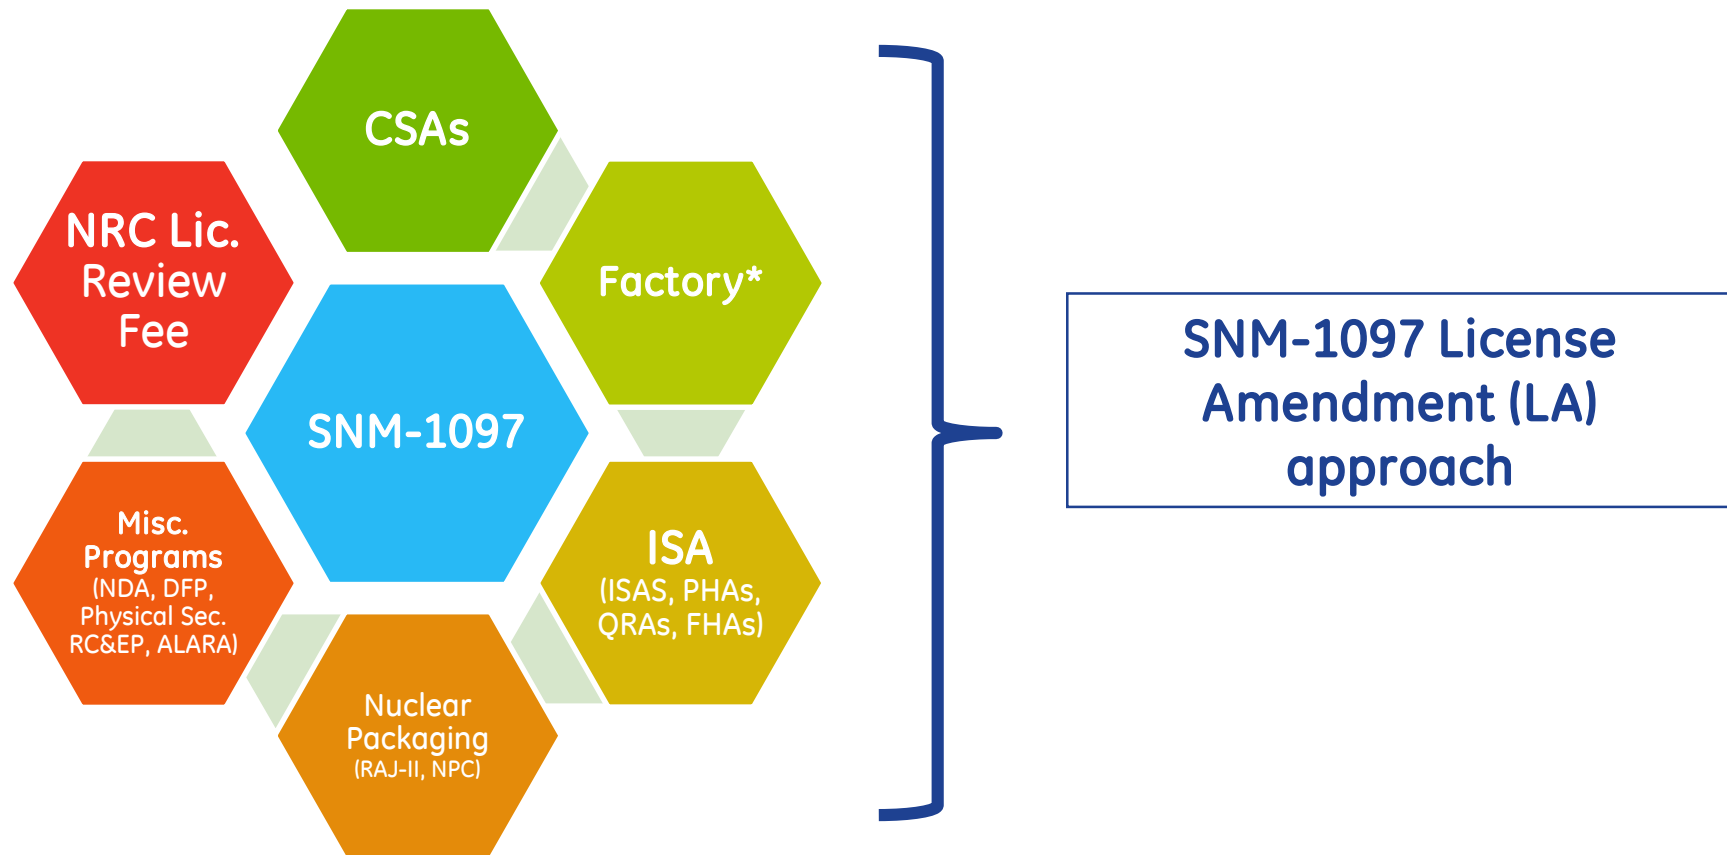 CSAs
NRC Lic.
Review
Fee
Factory*
SNM-1097
Misc.
Programs
(NDA, DFP,
Physical Sec.
RC&EP, ALARA)
ISA
(ISAS, PHAs,
QRAs, FHAs)
Nuclear
Packaging
(RAJ-II, NPC)
SNM-1097 License
Amendment (LA)
approach